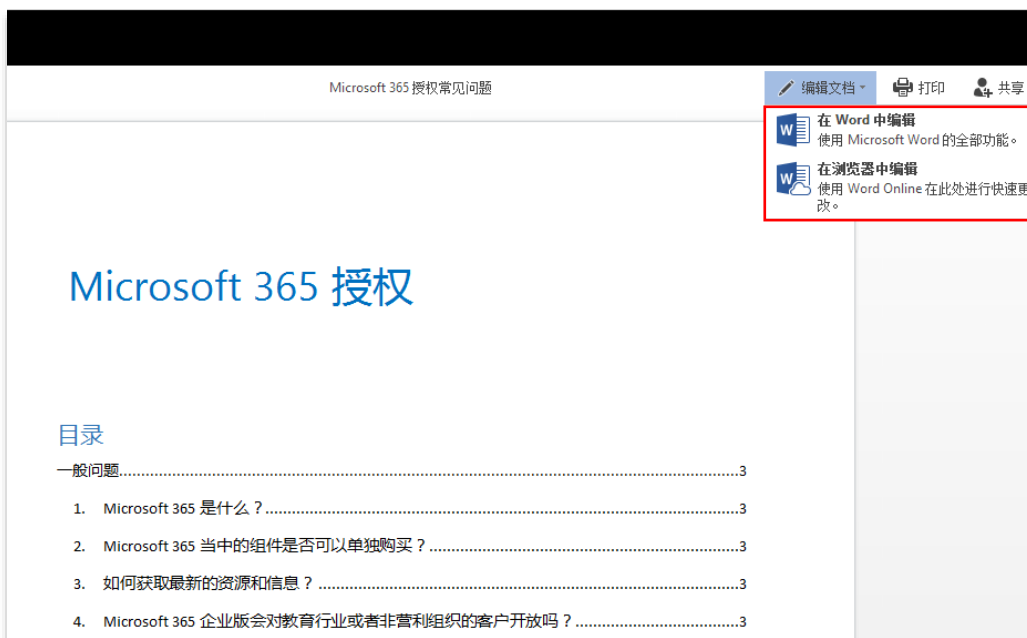 Microsoft 365 授权常见问题
编辑文档
打印
共享
在 Word 中编辑
使用 Microsoft Word 的全部功能。
在浏览器中编辑
使用 Word Online 在此处进行快速更
改。
Microsoft 365 授权
目录
一般问题........................................................3
1. Microsoft 365 是什么？........................................................3
2. Microsoft 365 当中的组件是否可以单独购买？........................................................3
3. 如何获取最新的资源和信息？........................................................3
4. Microsoft 365 企业版会对教育行业或者非营利组织的客户开放吗？........................................................3